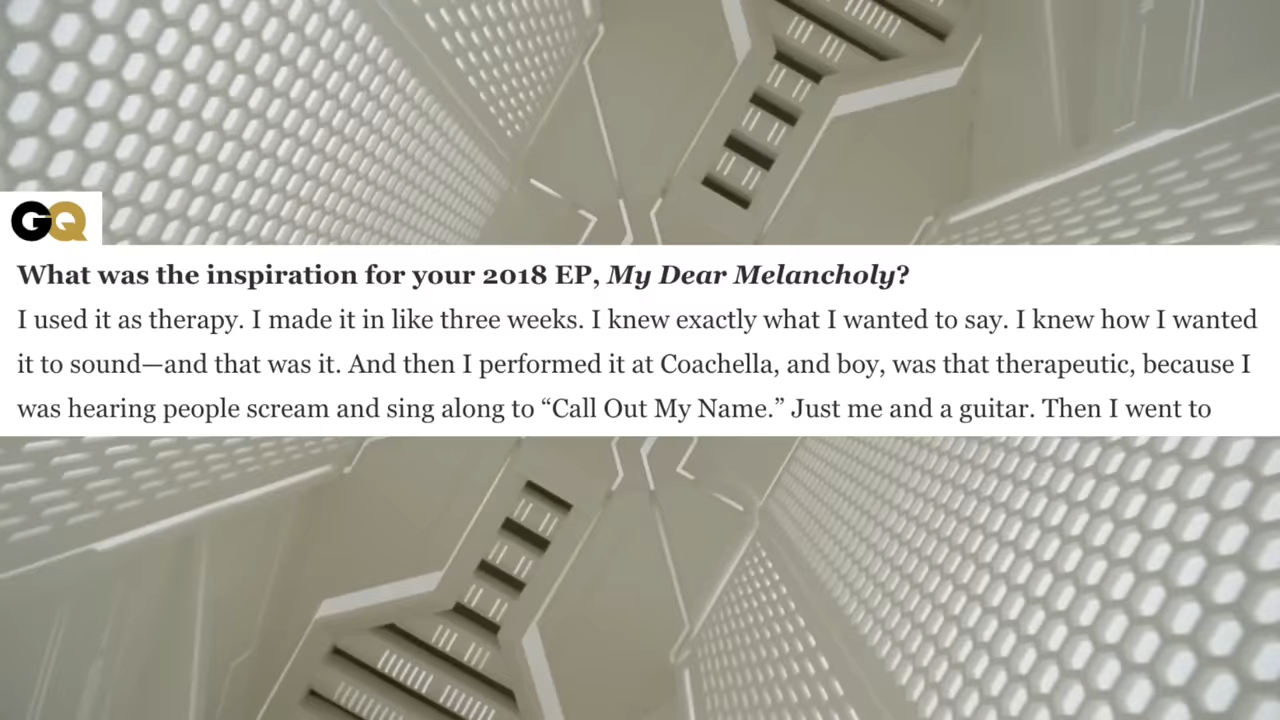 GQ
What was the inspiration for your 2018 EP, My Dear Melancholy?
I used it as therapy. I made it in like three weeks. I knew exactly what I wanted to say. I knew how I wanted
it to sound—and that was it. And then I performed it at Coachella, and boy, was that therapeutic, because I
was hearing people scream and sing along to “Call Out My Name.” Just me and a guitar. Then I went to